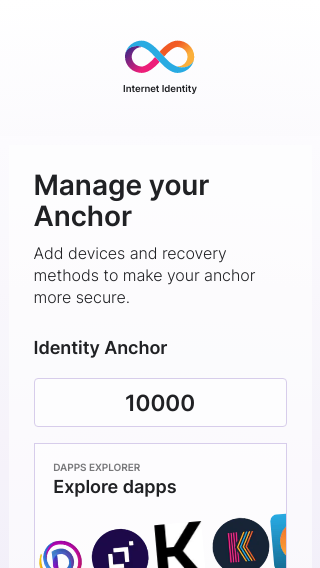 Internet Identity
Manage your
Anchor
Add devices and recovery
methods to make your anchor
more secure.
Identity Anchor
10000
DAPPS EXPLORER
Explore dapps